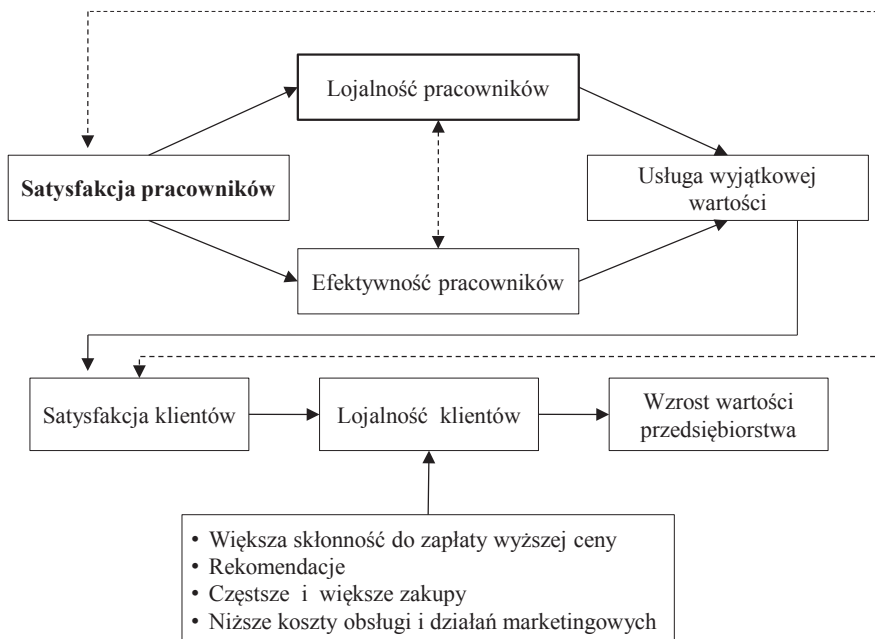 Lojalność pracowników
Satysfakcja pracowników
Usługa wyjątkowej
wartości
Efektywność pracowników
Satysfakcja klientów
Lojalność klientów
Wzrost wartości
przedsiębiorstwa
• Większa skłonność do zapłaty wyższej ceny
• Rekomendacje
• Częstsze i większe zakupy
• Niższe koszty obsługi i działań marketingowych